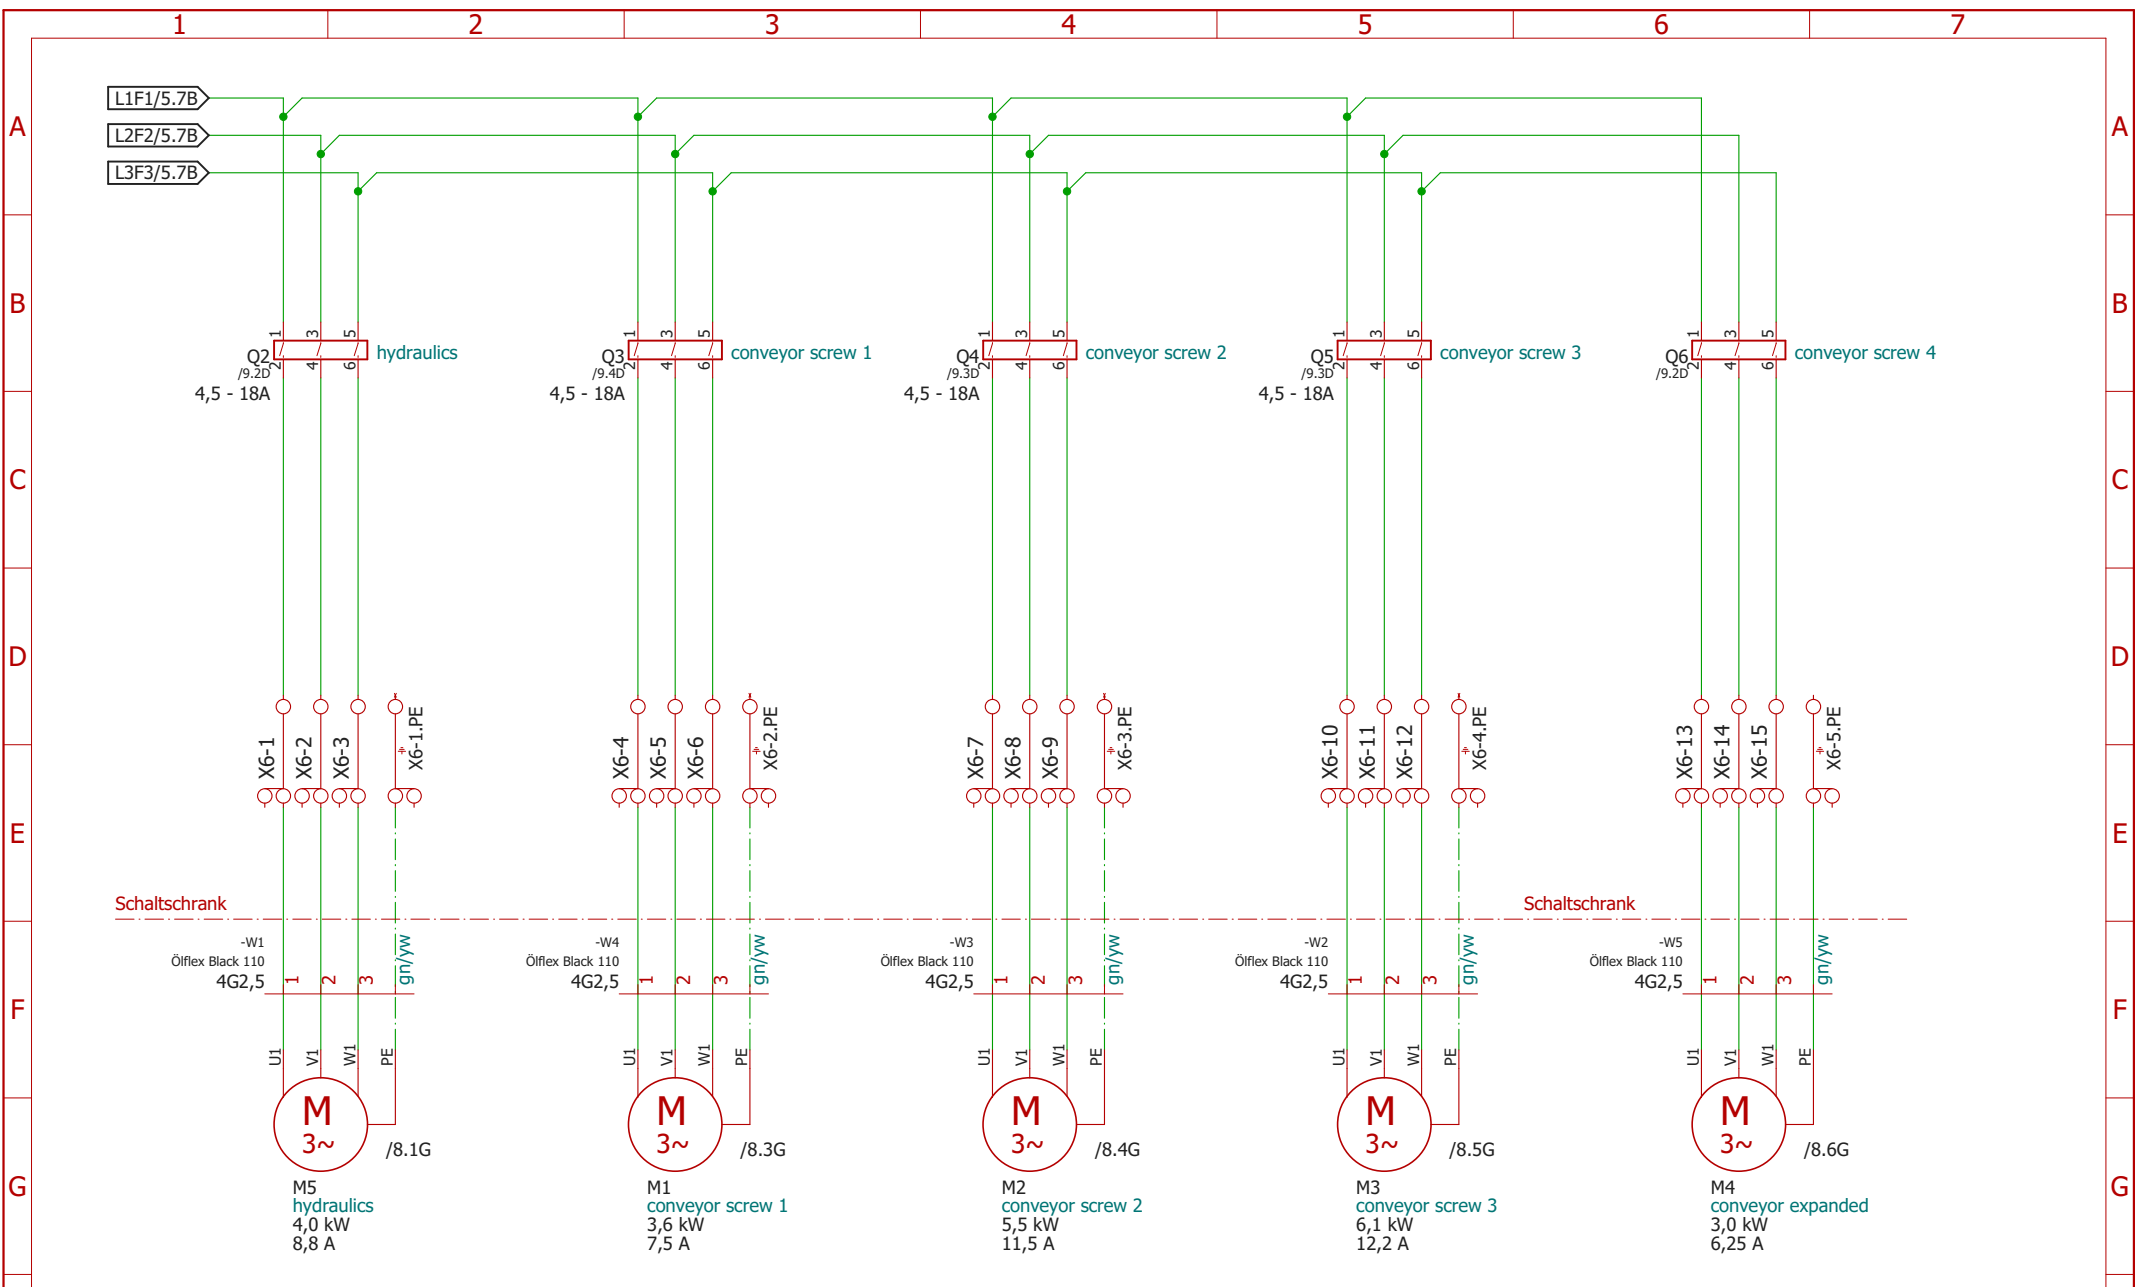 1 2 3 4 5 6 7
L1F1/5.7B
A A
L2F2/5.7B
L3F3/5.7B
B B
1 3 5
Q2 hydraulics
/9.2D
2 4 6
4,5 - 18A
1 3 5
Q3 conveyor screw 1
/9.4D
2 4 6
4,5 - 18A
1 3 5
Q4 conveyor screw 2
/9.3D
2 4 6
4,5 - 18A
1 3 5
Q5 conveyor screw 3
/9.3D
2 4 6
4,5 - 18A
1 3 5
Q6 conveyor screw 4
/9.2D
2 4 6
C C
D D
X6-1 X6-2 X6-3 X6-1.PE
X6-4 X6-5 X6-6 X6-2.PE
X6-7 X6-8 X6-9 X6-3.PE
X6-10 X6-11 X6-12 X6-4.PE
X6-13 X6-14 X6-15 X6-5.PE
E E
Schaltschrank Schaltschrank
-W1
Ölflex Black 110
4G2,5 1 2 3 gn/yw
-W4
Ölflex Black 110
4G2,5 1 2 3 gn/yw
-W3
Ölflex Black 110
4G2,5 1 2 3 gn/yw
-W2
Ölflex Black 110
4G2,5 1 2 3 gn/yw
-W5
Ölflex Black 110
4G2,5 1 2 3 gn/yw
F F
U1 V1 W1 PE
M
3~
/8.1G
M5
hydraulics
4,0 kW
8,8 A
U1 V1 W1 PE
M
3~
/8.3G
M1
conveyor screw 1
3,6 kW
7,5 A
U1 V1 W1 PE
M
3~
/8.4G
M2
conveyor screw 2
5,5 kW
11,5 A
U1 V1 W1 PE
M
3~
/8.5G
M3
conveyor screw 3
6,1 kW
12,2 A
U1 V1 W1 PE
M
3~
/8.6G
M4
conveyor expanded
3,0 kW
6,25 A
G G